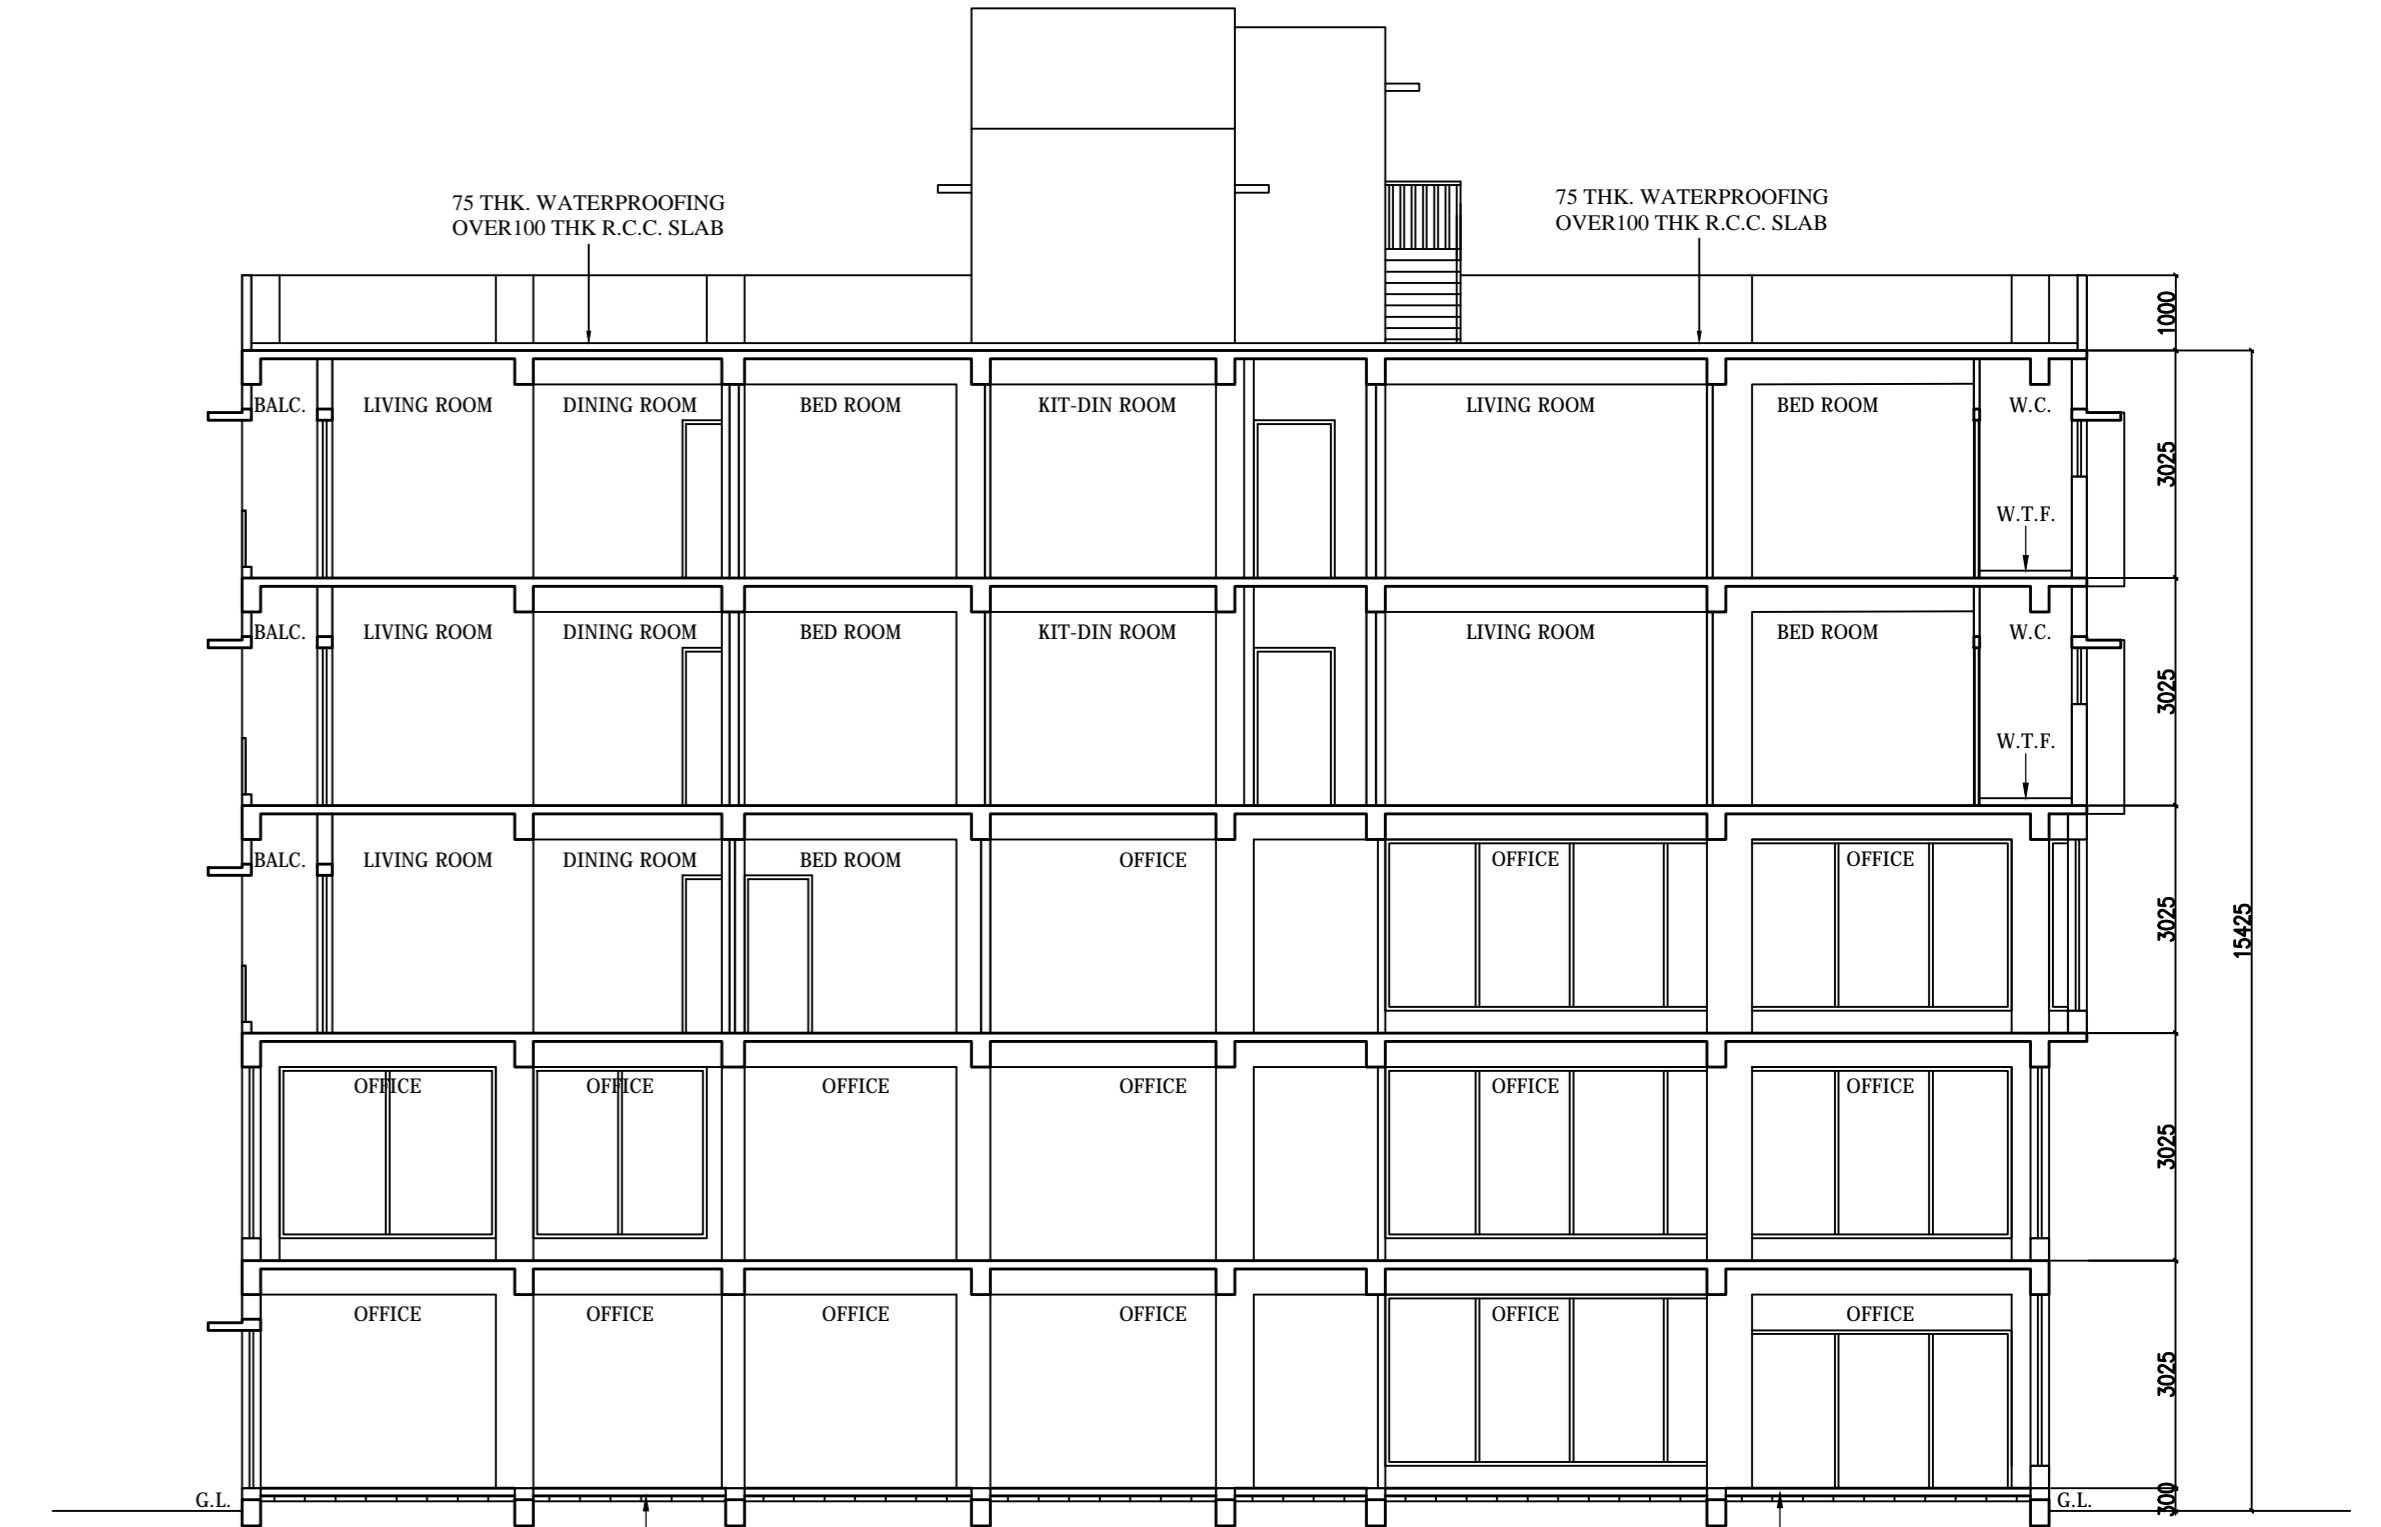 75 THK. WATERPROOFING
OVER100 THK R.C.C. SLAB
75 THK. WATERPROOFING
OVER100 THK R.C.C. SLAB
1000
BALC.
LIVING ROOM
DINING ROOM
BED ROOM
KIT-DIN ROOM
LIVING ROOM
BED ROOM
W.C.
3025
W.T.F.
BALC.
LIVING ROOM
DINING ROOM
BED ROOM
KIT-DIN ROOM
LIVING ROOM
BED ROOM
W.C.
3025
W.T.F.
BALC.
LIVING ROOM
DINING ROOM
BED ROOM
OFFICE
OFFICE
OFFICE
3025
15425
OFFICE
OFFICE
OFFICE
OFFICE
OFFICE
OFFICE
3025
OFFICE
OFFICE
OFFICE
OFFICE
OFFICE
OFFICE
3025
G.L.
300
G.L.